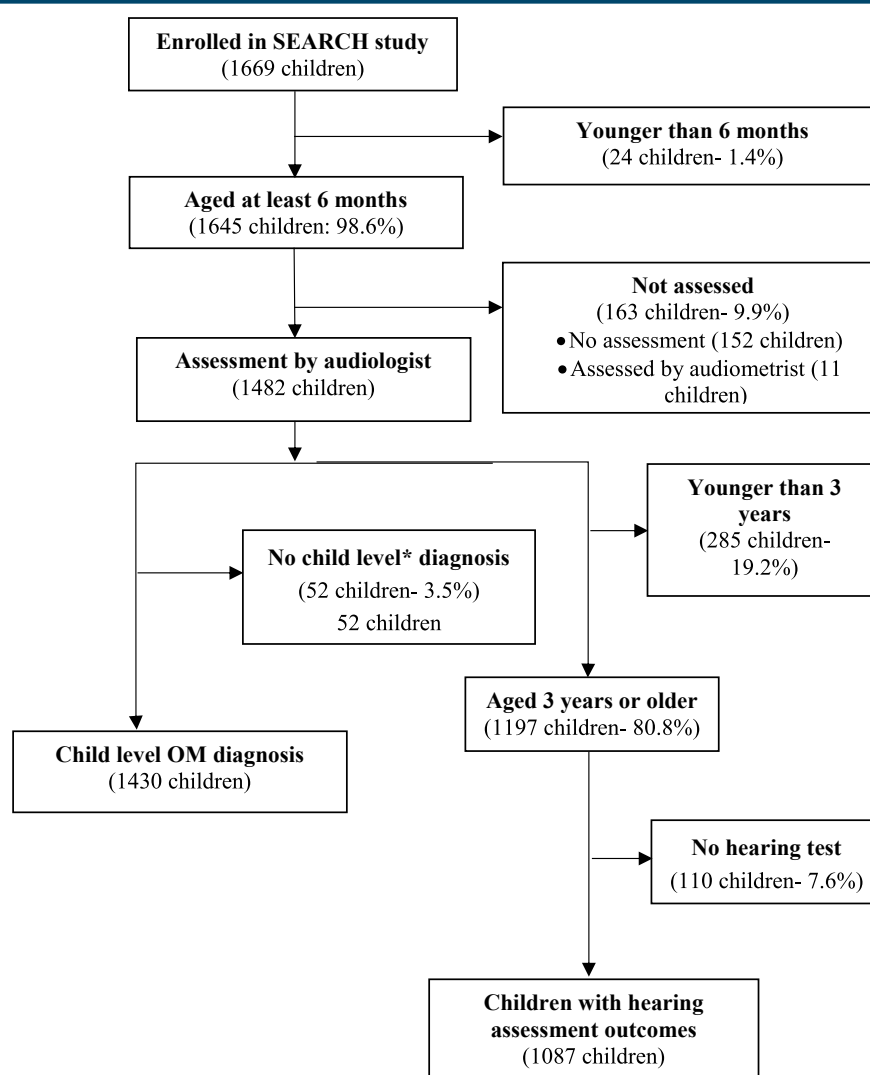 Enrolled in SEARCH study
(1669 children)
Younger than 6 months
(24 children- 1.4%)
Aged at least 6 months
(1645 children: 98.6%)
Not assessed
(163 children- 9.9%)
•No assessment (152 children)
•Assessed by audiometrist (11
children)
Assessment by audiologist
(1482 children)
Younger than 3
years
(285 children-
19.2%)
No child level* diagnosis
(52 children- 3.5%)
52 children
Aged 3 years or older
(1197 children- 80.8%)
Child level OM diagnosis
(1430 children)
No hearing test
(110 children- 7.6%)
Children with hearing
assessment outcomes
(1087 children)